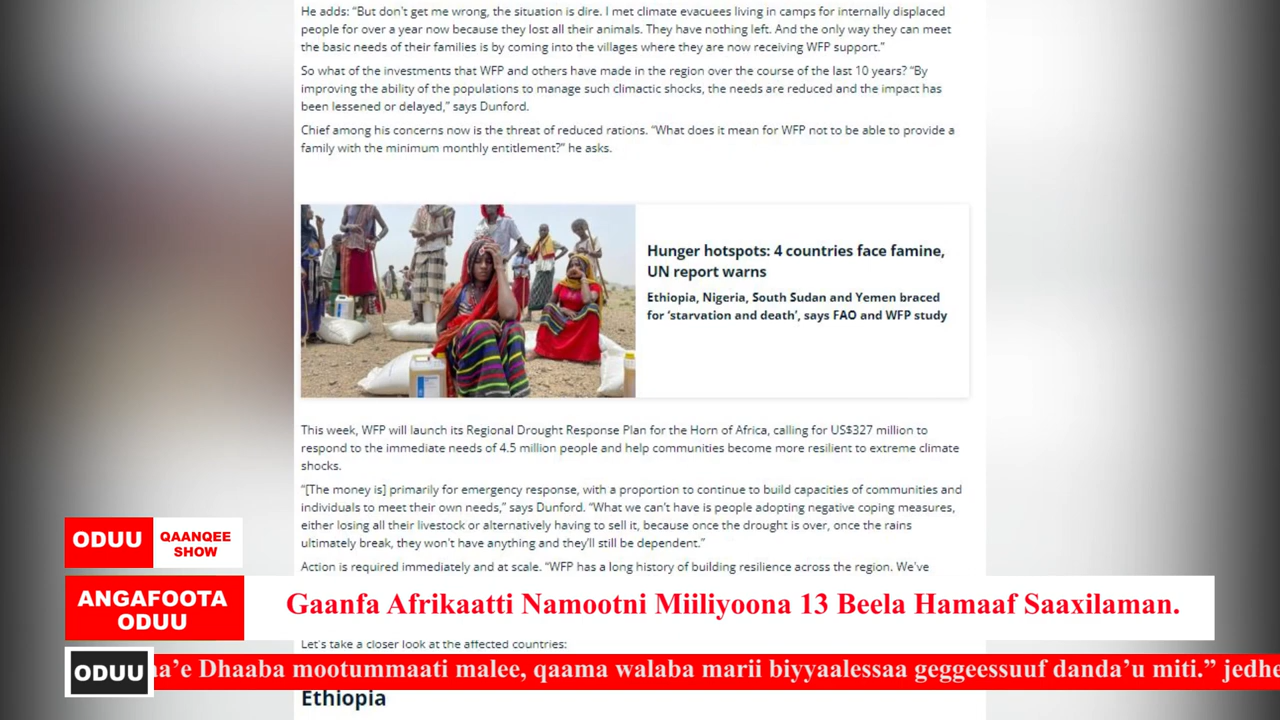 He adds: “But don't get me wrong, the situation is dire. I met climate evacuees living in camps for internally displaced
people for over a year now because they lost all their animals. They have nothing left. And the only way they can meet
the basic needs of their families is by coming into the villages where they are now receiving WFP support.”
So what of the investments that WFP and others have made in the region over the course of the last 10 years? “By
improving the ability of the populations to manage such climactic shocks, the needs are reduced and the impact has
been lessened or delayed,” says Dunford.
Chief among his concerns now is the threat of reduced rations. “What does it mean for WFP not to be able to provide a
family with the minimum monthly entitlement?” he asks.
Hunger hotspots: 4 countries face famine,
UN report warns
Ethiopia, Nigeria, South Sudan and Yemen braced
for ‘starvation and death’, says FAO and WFP study
This week, WFP will launch its Regional Drought Response Plan for the Horn of Africa, calling for US$327 million to
respond to the immediate needs of 4.5 million people and help communities become more resilient to extreme climate
shocks.
“[The money is] primarily for emergency response, with a proportion to continue to build capacities of communities and
individuals to meet their own needs,” says Dunford. “What we can’t have is people adopting negative coping measures,
either losing all their livestock or alternatively having to sell it, because once the drought is over, once the rains
ultimately break, they won’t have anything and they’ll still be dependent.”
Action is required immediately and at scale. “WFP has a long history of building resilience across the region. We’ve
ODUU
QAANQEE
SHOW
ANGAFOOTA
ODUU
Gaanfa Afrikaatti Namootni Miiliyoona 13 Beela Hamaaf Saaxilaman.
Let’s take a closer look at the affected countries:
ODUU
Dhaaba mootummaati malee, qaama walaba marii biyyaalessaa geggeessuuf danda’u miti.” jedhe
Ethiopia